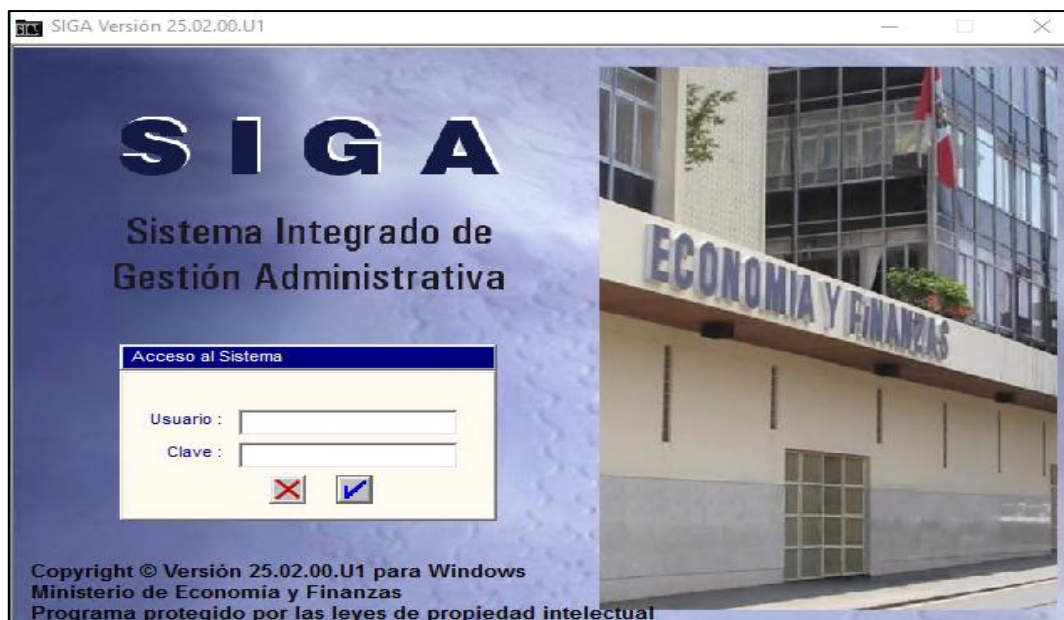 SIGA Versión 25.02.00.U1
SIGA
Sistema Integrado de
Gestión Administrativa
ECONOMIA Y FiNANZAS
Acceso al Sistema
Usuario :
Clave :
Copyright © Versión 25.02.00.U1 para Windows
Ministerio de Economía y Finanzas
Programa protegido por las leyes de propiedad intelectual